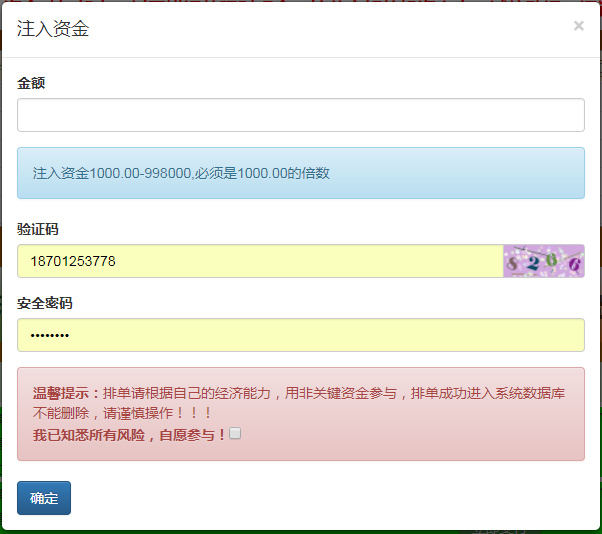 注入资金
×
金额
注入资金1000.00-998000,必须是1000.00的倍数
验证码
18701253778
8266
安全密码
••••••••
温馨提示：排单请根据自己的经济能力，用非关键资金参与，排单成功进入系统数据库
不能删除，请谨慎操作！！！
我已知悉所有风险，自愿参与！
确定